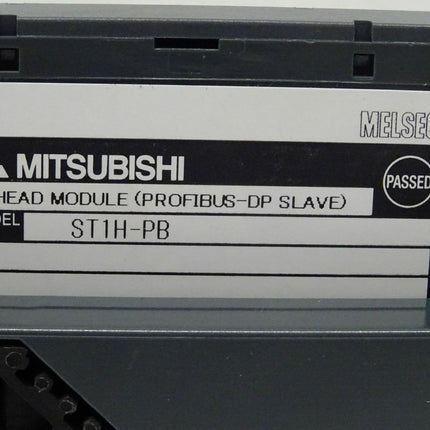 MELSEC
MITSUBISHI
PASSED
HEAD MODULE (PROFIBUS-DP SLAVE)
DEL ST1H-PB